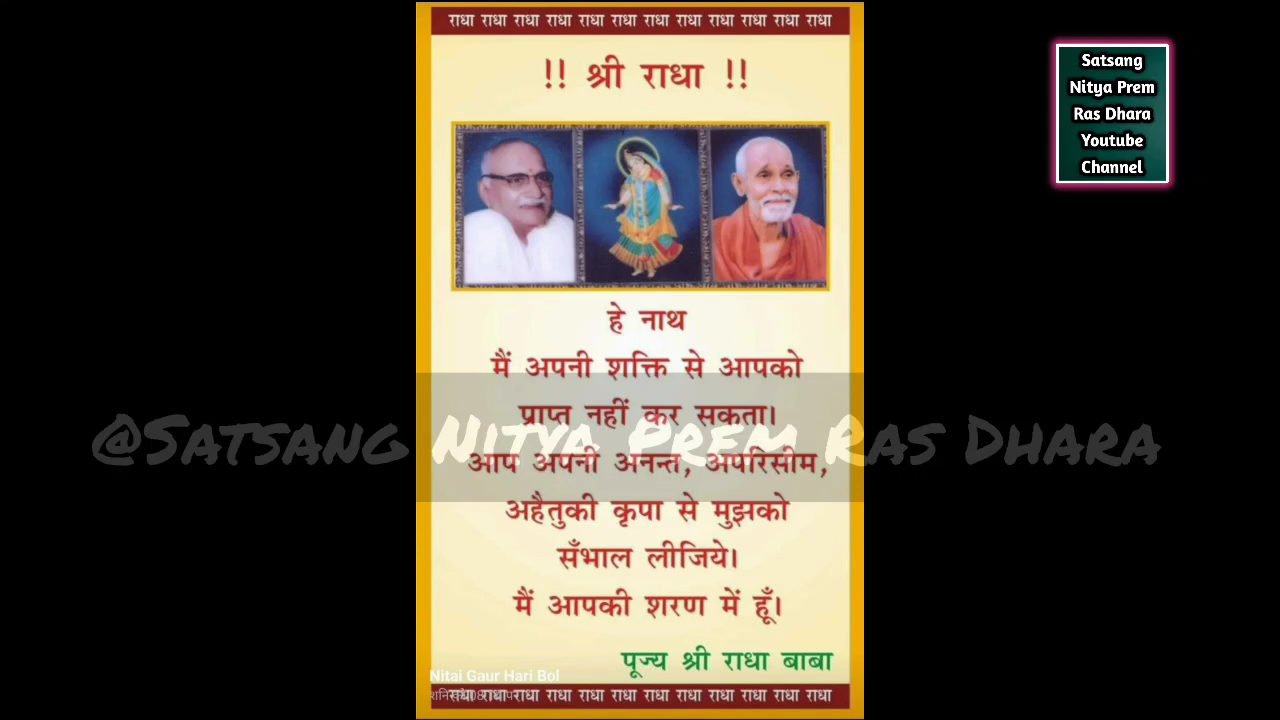 राधा राधा राधा राधा राधा राधा राधा राधा राधा राधा राधा राधा
!! श्री राधा !!
हे नाथ
मैं अपनी शक्ति से आपको
प्राप्त नहीं कर सकता।
आप अपनी अनन्त, अपरिसीम,
अहैतुकी कृपा से मुझको
सँभाल लीजिये।
मैं आपकी शरण में हूँ।
पूज्य श्री राधा बाबा
राधा राधा राधा राधा राधा राधा राधा राधा राधा राधा राधा राधा
Nitai Gaur Hari Bol
@Satsang Nitya Prem Ras Dhara
Satsang
Nitya Prem
Ras Dhara
Youtube
Channel